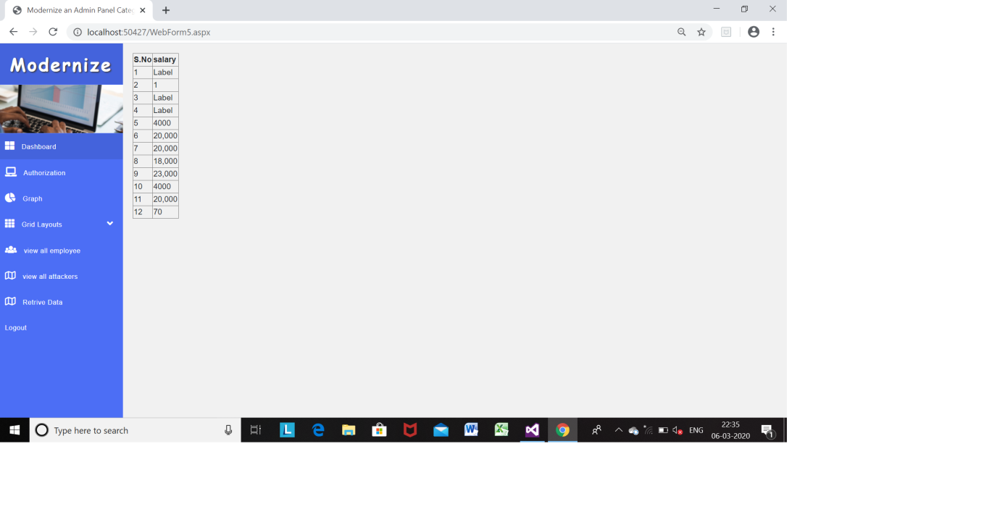 Modernize an Admin Panel Cate
localhost:50427/WebForm5.aspx
Modernize
Dashboard
Authorization
Graph
Grid Layouts
view all employee
view all attackers
Retrive Data
Logout
S.No salary
1 Label
2 1
3 Label
4 Label
5 4000
6 20,000
7 20,000
8 18,000
9 23,000
10 4000
11 20,000
12 70
Type here to search
L
ENG
22:35
06-03-2020
1